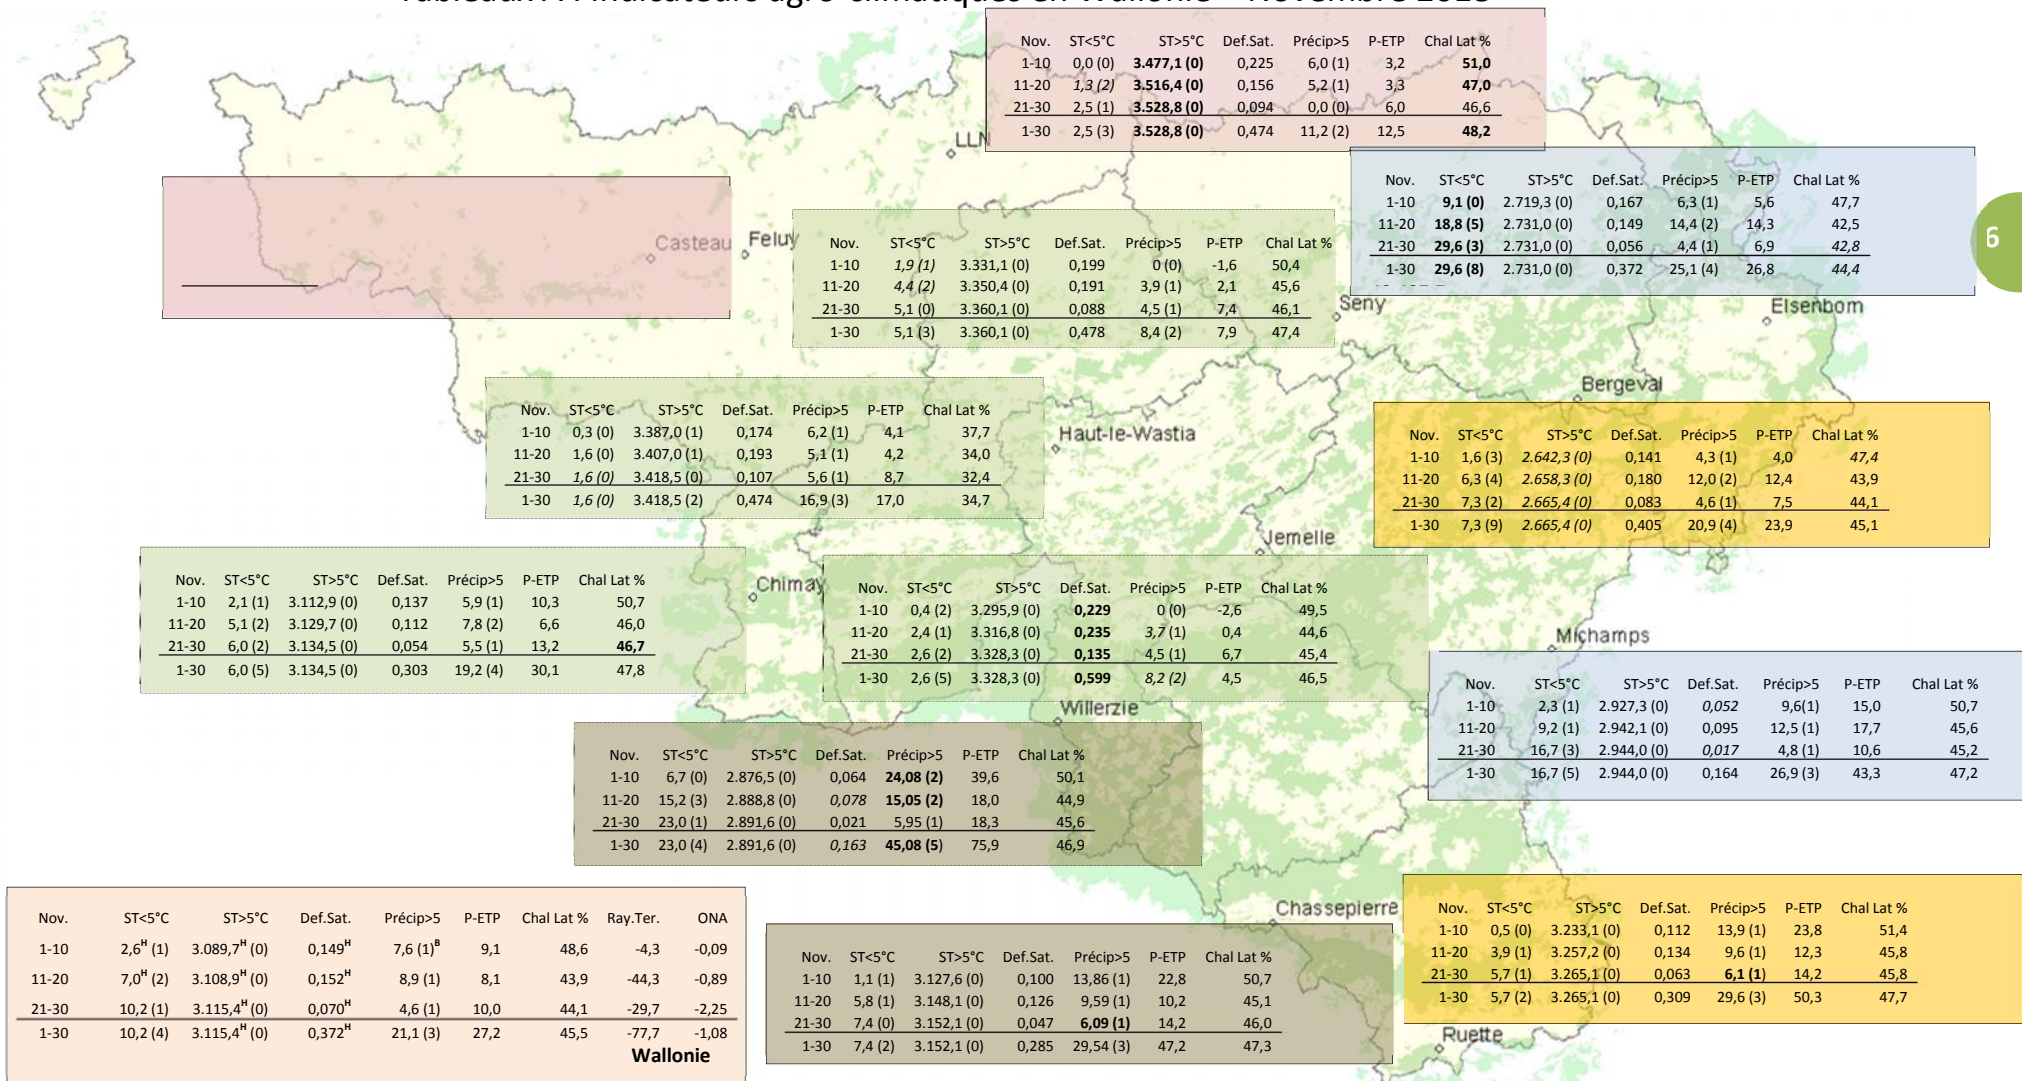 Nov. ST<5°C ST>5°C Def.Sat. Précip>5 P-ETP Chal Lat %
1-10 0,0 (0) 3.477,1 (0) 0,225 6,0 (1) 3,2 51,0
11-20 1,3 (2) 3.516,4 (0) 0,156 5,2 (1) 3,3 47,0
21-30 2,5 (1) 3.528,8 (0) 0,094 0,0 (0) 6,0 46,6
1-30 2,5 (3) 3.528,8 (0) 0,474 11,2 (2) 12,5 48,2
LLN
Nov. ST<5°C ST>5°C Def.Sat. Précip>5 P-ETP Chal Lat %
1-10 9,1 (0) 2.719,3 (0) 0,167 6,3 (1) 5,6 47,7
11-20 18,8 (5) 2.731,0 (0) 0,149 14,4 (2) 14,3 42,5
21-30 29,6 (3) 2.731,0 (0) 0,056 4,4 (1) 6,9 42,8
1-30 29,6 (8) 2.731,0 (0) 0,372 25,1 (4) 26,8 44,4
6
Casteau
Feluy
Nov. ST<5°C ST>5°C Def.Sat. Précip>5 P-ETP Chal Lat %
1-10 1,9 (1) 3.331,1 (0) 0,199 0 (0) -1,6 50,4
11-20 4,4 (2) 3.350,4 (0) 0,191 3,9 (1) 2,1 45,6
21-30 5,1 (0) 3.360,1 (0) 0,088 4,5 (1) 7,4 46,1
1-30 5,1 (3) 3.360,1 (0) 0,478 8,4 (2) 7,9 47,4
Seny
Elsenborn
Bergeval
Nov. ST<5°C ST>5°C Def.Sat. Précip>5 P-ETP Chal Lat %
1-10 0,3 (0) 3.387,0 (1) 0,174 6,2 (1) 4,1 37,7
11-20 1,6 (0) 3.407,0 (1) 0,193 5,1 (1) 4,2 34,0
21-30 1,6 (0) 3.418,5 (0) 0,107 5,6 (1) 8,7 32,4
1-30 1,6 (0) 3.418,5 (2) 0,474 16,9 (3) 17,0 34,7
Haut-le-Wastia
Nov. ST<5°C ST>5°C Def.Sat. Précip>5 P-ETP Chal Lat %
1-10 1,6 (3) 2.642,3 (0) 0,141 4,3 (1) 4,0 47,4
11-20 6,3 (4) 2.658,3 (0) 0,180 12,0 (2) 12,4 43,9
21-30 7,3 (2) 2.665,4 (0) 0,083 4,6 (1) 7,5 44,1
1-30 7,3 (9) 2.665,4 (0) 0,405 20,9 (4) 23,9 45,1
Jemelle
Nov. ST<5°C ST>5°C Def.Sat. Précip>5 P-ETP Chal Lat %
1-10 2,1 (1) 3.112,9 (0) 0,137 5,9 (1) 10,3 50,7
11-20 5,1 (2) 3.129,7 (0) 0,112 7,8 (2) 6,6 46,0
21-30 6,0 (2) 3.134,5 (0) 0,054 5,5 (1) 13,2 46,7
1-30 6,0 (5) 3.134,5 (0) 0,303 19,2 (4) 30,1 47,8
Chimay
Nov. ST<5°C ST>5°C Def.Sat. Précip>5 P-ETP Chal Lat %
1-10 0,4 (2) 3.295,9 (0) 0,229 0 (0) -2,6 49,5
11-20 2,4 (1) 3.316,8 (0) 0,235 3,7 (1) 0,4 44,6
21-30 2,6 (2) 3.328,3 (0) 0,135 4,5 (1) 6,7 45,4
1-30 2,6 (5) 3.328,3 (0) 0,599 8,2 (2) 4,5 46,5
Michamps
Nov. ST<5°C ST>5°C Def.Sat. Précip>5 P-ETP Chal Lat %
1-10 2,3 (1) 2.927,3 (0) 0,052 9,6(1) 15,0 50,7
11-20 9,2 (1) 2.942,1 (0) 0,095 12,5 (1) 17,7 45,6
21-30 16,7 (3) 2.944,0 (0) 0,017 4,8 (1) 10,6 45,2
1-30 16,7 (5) 2.944,0 (0) 0,164 26,9 (3) 43,3 47,2
Willerzie
Nov. ST<5°C ST>5°C Def.Sat. Précip>5 P-ETP Chal Lat %
1-10 6,7 (0) 2.876,5 (0) 0,064 24,08 (2) 39,6 50,1
11-20 15,2 (3) 2.888,8 (0) 0,078 15,05 (2) 18,0 44,9
21-30 23,0 (1) 2.891,6 (0) 0,021 5,95 (1) 18,3 45,6
1-30 23,0 (4) 2.891,6 (0) 0,163 45,08 (5) 75,9 46,9
Nov. ST<5°C ST>5°C Def.Sat. Précip>5 P-ETP Chal Lat % Ray.Ter. ONA
1-10 2,6ᴴ (1) 3.089,7ᴴ (0) 0,149ᴴ 7,6 (1)ᴮ 9,1 48,6 -4,3 -0,09
11-20 7,0ᴴ (2) 3.108,9ᴴ (0) 0,152ᴴ 8,9 (1) 8,1 43,9 -44,3 -0,89
21-30 10,2 (1) 3.115,4ᴴ (0) 0,070ᴴ 4,6 (1) 10,0 44,1 -29,7 -2,25
1-30 10,2 (4) 3.115,4ᴴ (0) 0,372ᴴ 21,1 (3) 27,2 45,5 -77,7 -1,08
Wallonie
Chassepierre
Nov. ST<5°C ST>5°C Def.Sat. Précip>5 P-ETP Chal Lat %
1-10 1,1 (1) 3.127,6 (0) 0,100 13,86 (1) 22,8 50,7
11-20 5,8 (1) 3.148,1 (0) 0,126 9,59 (1) 10,2 45,1
21-30 7,4 (0) 3.152,1 (0) 0,047 6,09 (1) 14,2 46,0
1-30 7,4 (2) 3.152,1 (0) 0,285 29,54 (3) 47,2 47,3
Nov. ST<5°C ST>5°C Def.Sat. Précip>5 P-ETP Chal Lat %
1-10 0,5 (0) 3.233,1 (0) 0,112 13,9 (1) 23,8 51,4
11-20 3,9 (1) 3.257,2 (0) 0,134 9,6 (1) 12,3 45,8
21-30 5,7 (1) 3.265,1 (0) 0,063 6,1 (1) 14,2 45,8
1-30 5,7 (2) 3.265,1 (0) 0,309 29,6 (3) 50,3 47,7
Ruette